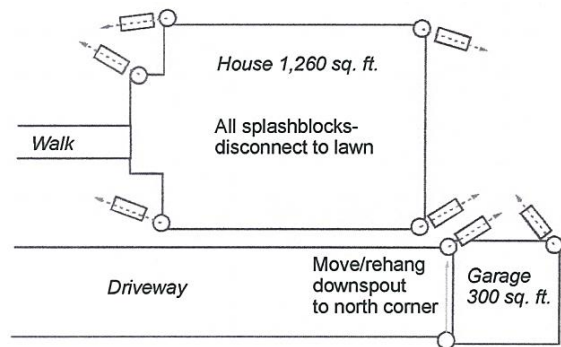 House 1,260 sq. ft.
All splashblocks-
disconnect to lawn
Walk
Driveway
Move/rehang
downspout
to north corner
Garage
300 sq. ft.